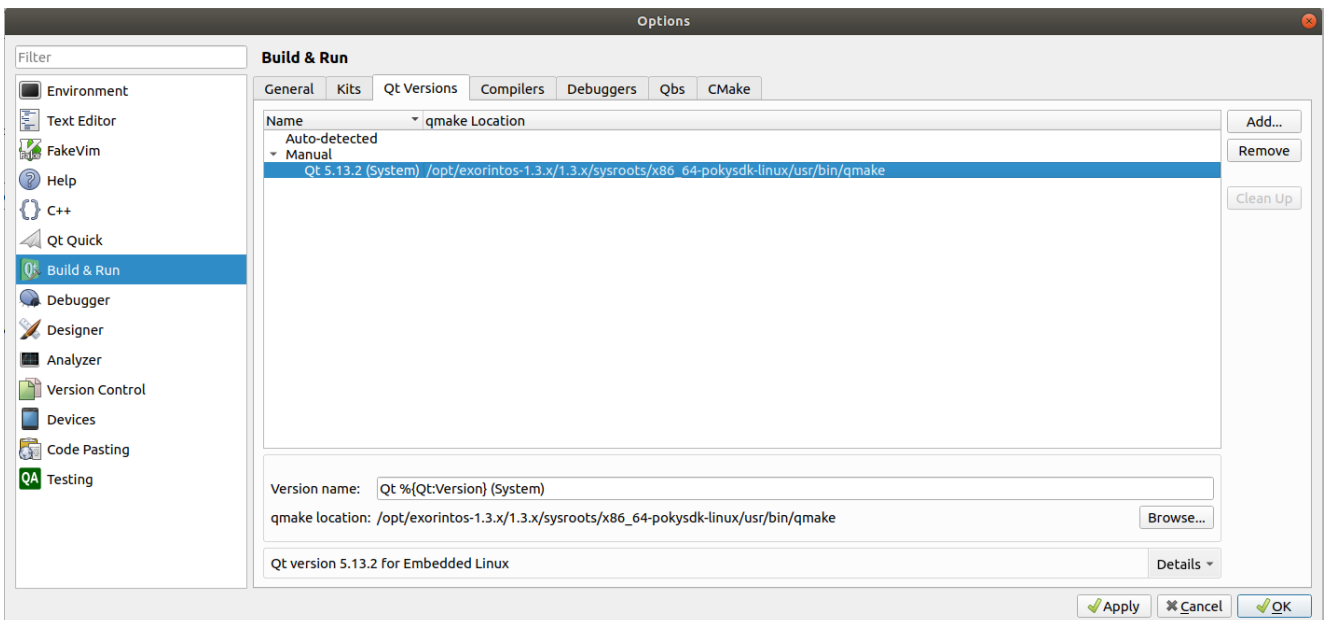 Options
Filter
Environment
Text Editor
FakeVim
Help
C++
Qt Quick
Build & Run
Debugger
Designer
Analyzer
Version Control
Devices
Code Pasting
Testing
Build & Run
General Kits Qt Versions Compilers Debuggers Qbs CMake
Name qmake Location
Auto-detected
Manual
Qt 5.13.2 (System) /opt/exorintos-1.3.x/1.3.x/sysroots/x86_64-pokysdk-linux/usr/bin/qmake
Add...
Remove
Clean Up
Version name: Qt %{Qt:Version} (System)
qmake location: /opt/exorintos-1.3.x/1.3.x/sysroots/x86_64-pokysdk-linux/usr/bin/qmake Browse...
Qt version 5.13.2 for Embedded Linux Details
Apply Cancel OK